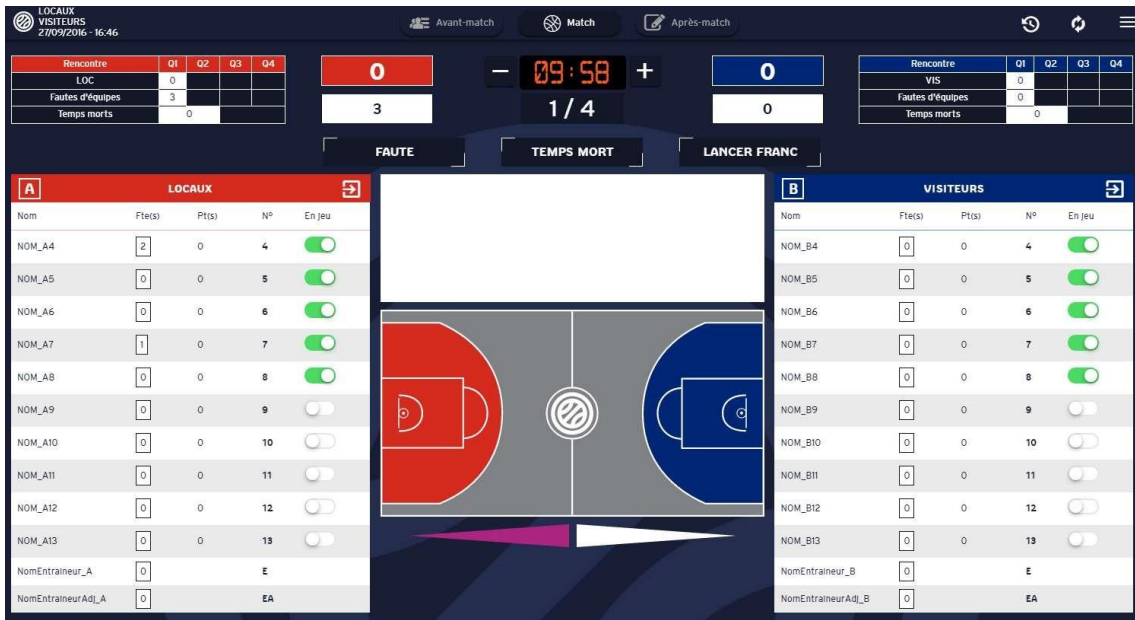 LOCAUX
VISITEURS
27/09/2016 - 16:46
Avant-match
Match
Après-match
Rencontre Q1 Q2 Q3 Q4
LOC 0
Fautes d'équipes 3
Temps morts 0
0
3
− 09:58 +
1 / 4
0
0
Rencontre Q1 Q2 Q3 Q4
VIS 0
Fautes d'équipes 0
Temps morts 0
FAUTE
TEMPS MORT
LANCER FRANC
A LOCAUX
Nom Fte(s) Pt(s) N° En jeu
NOM_A4 2 0 4
NOM_A5 0 0 5
NOM_A6 0 0 6
NOM_A7 1 0 7
NOM_A8 0 0 8
NOM_A9 0 0 9
NOM_A10 0 0 10
NOM_A11 0 0 11
NOM_A12 0 0 12
NOM_A13 0 0 13
NomEntraineur_A 0 E
NomEntraineurAdj_A 0 EA
B VISITEURS
Nom Fte(s) Pt(s) N° En jeu
NOM_B4 0 0 4
NOM_B5 0 0 5
NOM_B6 0 0 6
NOM_B7 0 0 7
NOM_B8 0 0 8
NOM_B9 0 0 9
NOM_B10 0 0 10
NOM_B11 0 0 11
NOM_B12 0 0 12
NOM_B13 0 0 13
NomEntraineur_B 0 E
NomEntraineurAdj_B 0 EA